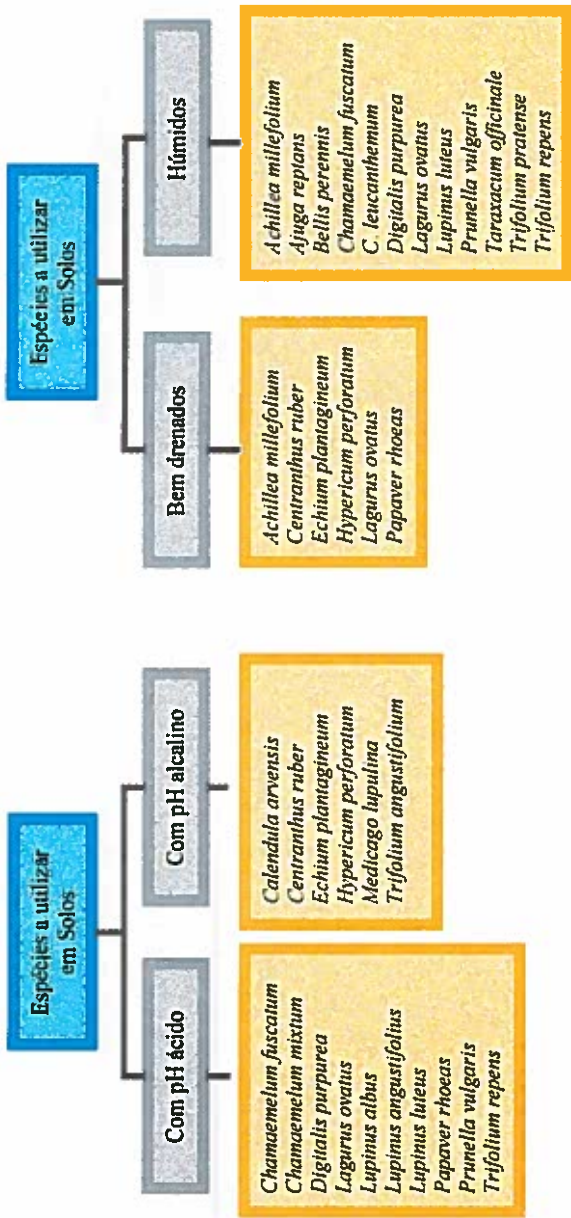 Espécies a utilizar
em Solos
Com pH ácido
Chamaemelum fuscatum
Chamaemelum mixtum
Digitalis purpurea
Lagurus ovatus
Lupinus albus
Lupinus angustifolius
Lupinus luteus
Papaver rhoeas
Prunella vulgaris
Trifolium repens
Com pH alcalino
Calendula arvensis
Centranthus ruber
Echium plantagineum
Hypericum perforatum
Medicago lupulina
Trifolium angustifolium
Espécies a utilizar
em Solos
Bem drenados
Achillea millefolium
Centranthus ruber
Echium plantagineum
Hypericum perforatum
Lagurus ovatus
Papaver rhoeas
Húmidos
Achillea millefolium
Ajuga reptans
Bellis perennis
Chamaemelum fuscatum
C. leucanthemum
Digitalis purpurea
Lagurus ovatus
Lupinus luteus
Prunella vulgaris
Taraxacum officinale
Trifolium pratense
Trifolium repens